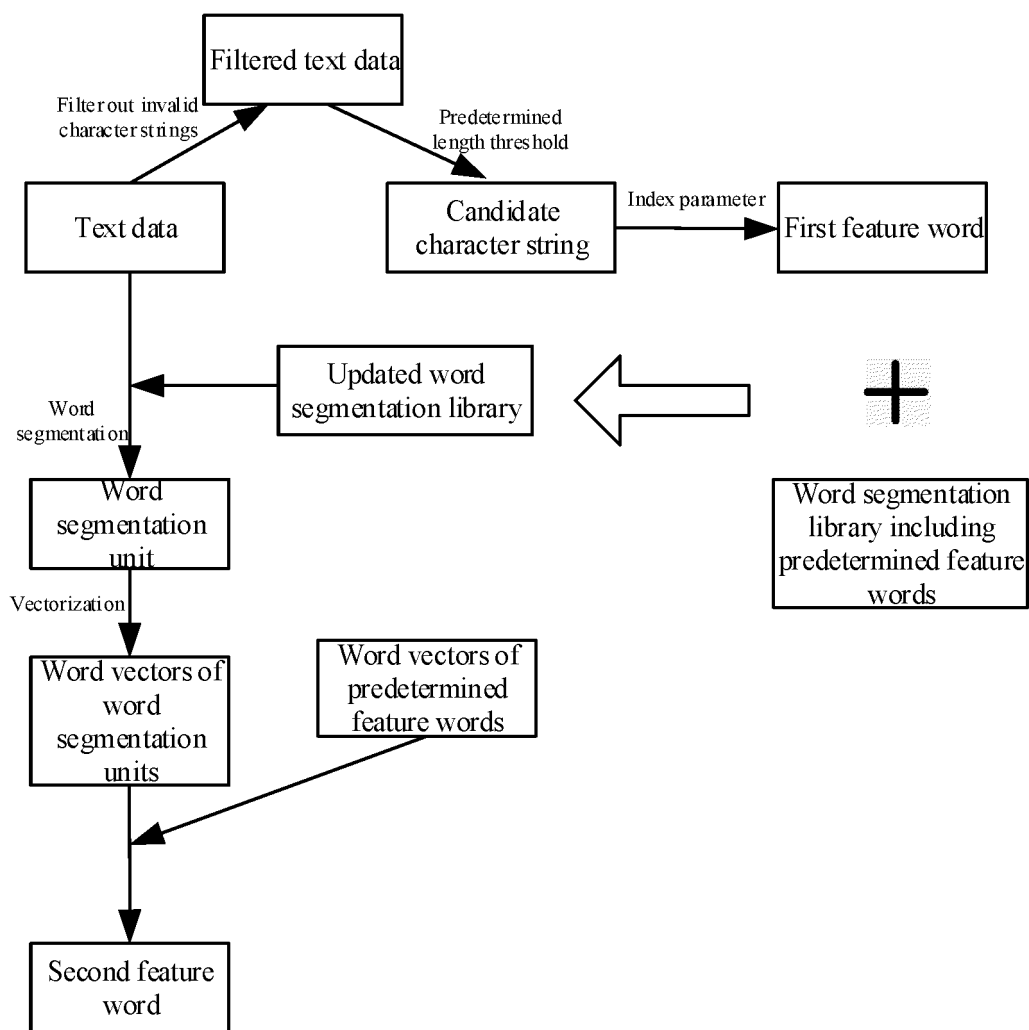 Filtered text data
Filter out invalid
character strings
Predetermined
length threshold
Text data
Candidate
character string
Index parameter
First feature word
Updated word
segmentation library
Word
segmentation
Word
segmentation
unit
Word segmentation
library including
predetermined feature
words
Vectorization
Word vectors of
word
segmentation
units
Word vectors of
predetermined
feature words
Second feature
word